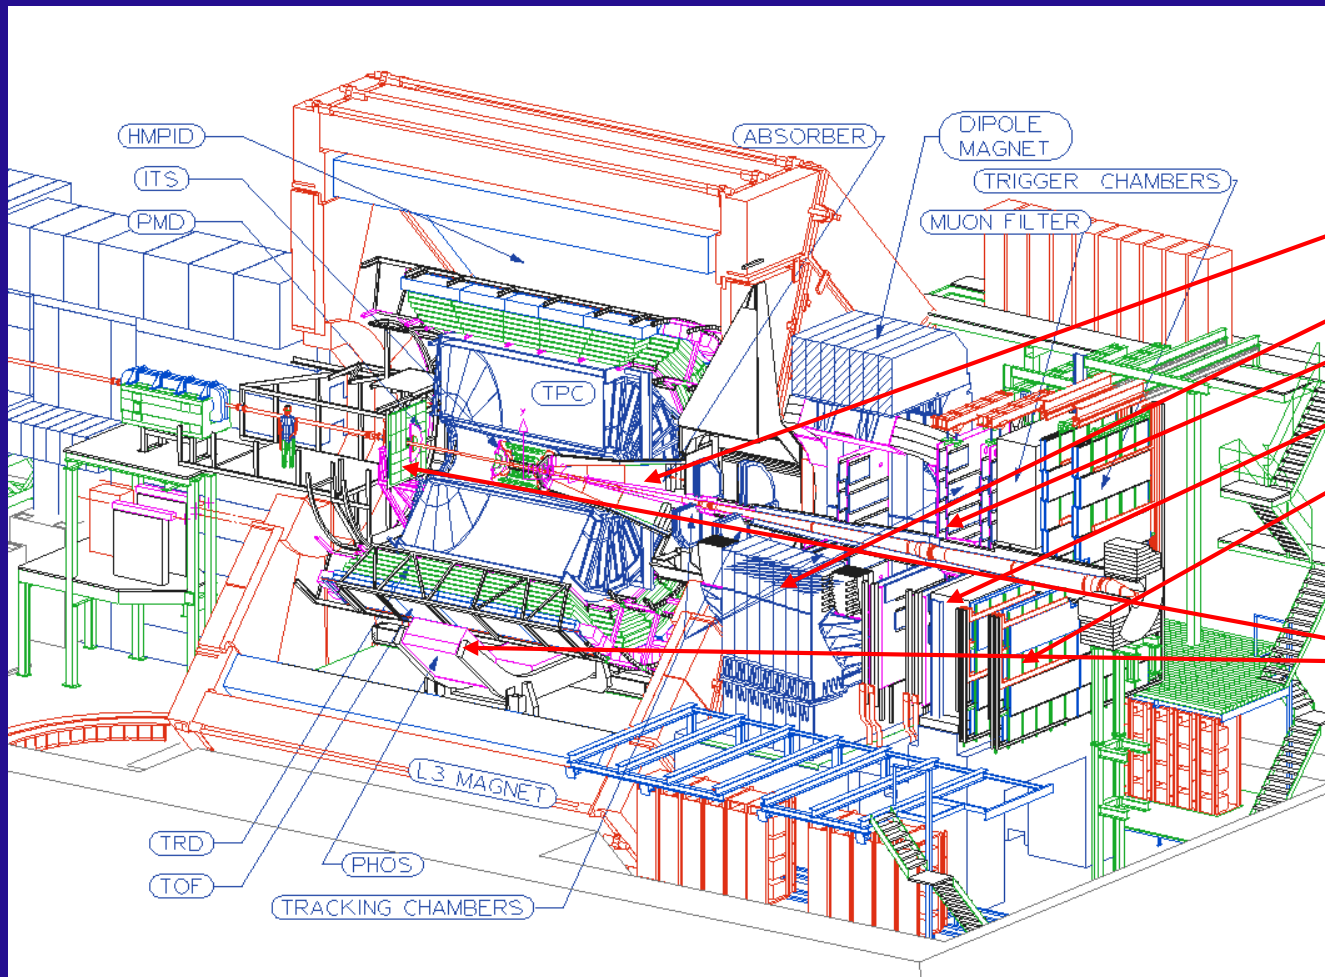 HMPID
ITS
PMD
ABSORBER
DIPOLE
MAGNET
TRIGGER CHAMBERS
MUON FILTER
TPC
L3 MAGNET
TRD
PHOS
TOF
TRACKING CHAMBERS